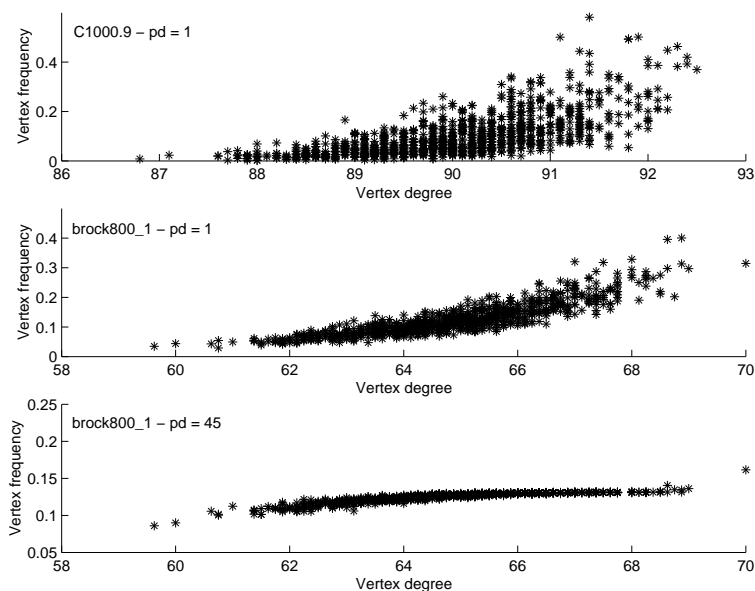 C1000.9 – pd = 1
Vertex frequency
0.4
0.2
0
86 87 88 89 90 91 92 93
Vertex degree
brock800_1 – pd = 1
Vertex frequency
0.4
0.3
0.2
0.1
0
58 60 62 64 66 68 70
Vertex degree
brock800_1 – pd = 45
Vertex frequency
0.25
0.2
0.15
0.1
0.05
58 60 62 64 66 68 70
Vertex degree